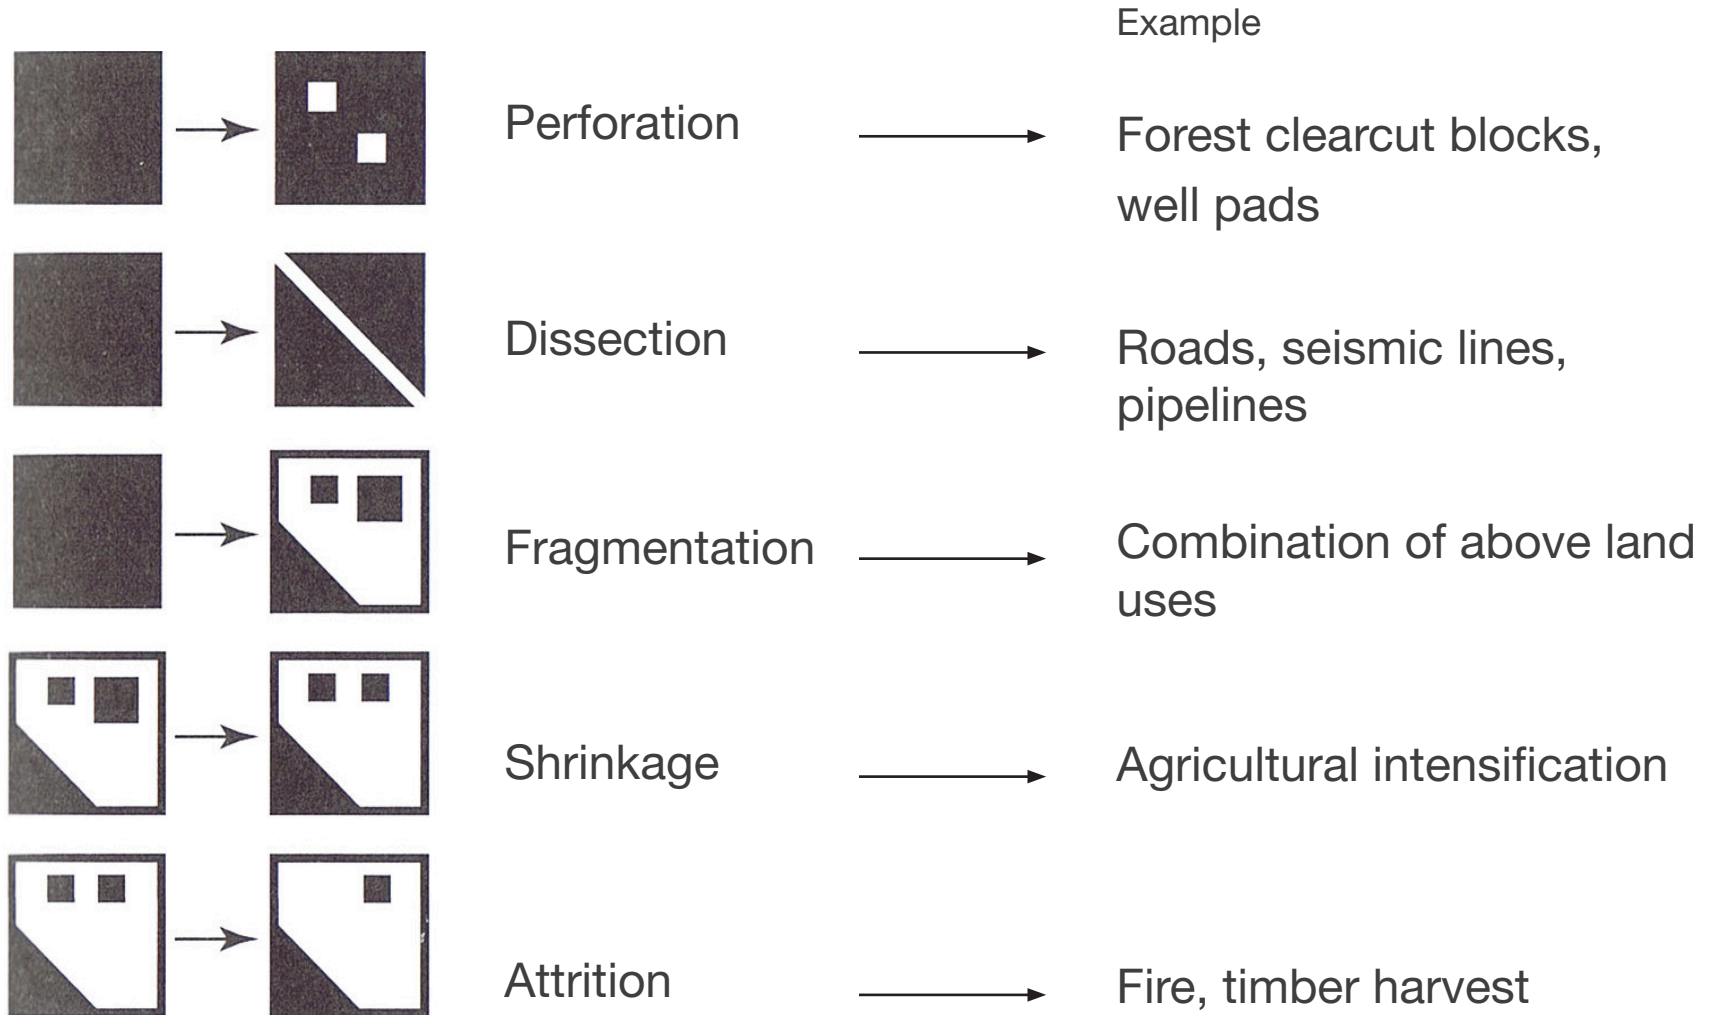 Example
Perforation
Forest clearcut blocks,
well pads
Dissection
Roads, seismic lines,
pipelines
Fragmentation
Combination of above land
uses
Shrinkage
Agricultural intensification
Attrition
Fire, timber harvest